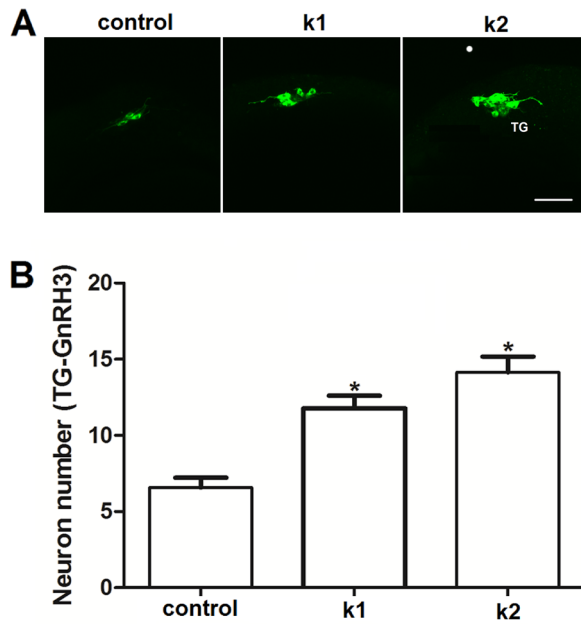 A
control k1 k2
TG
B
Neuron number (TG-GnRH3)
20
15
10
5
0
* *
control k1 k2